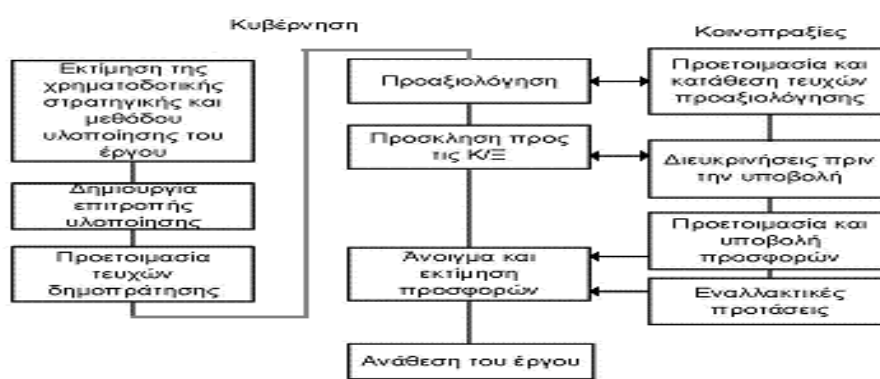 Κυβέρνηση
Εκτίμηση της
χρηματοδοτικής
στρατηγικής και
μεθόδου
υλοποίησης του
έργου
Δημιουργία
επιτροπής
υλοποίησης
Προετοιμασία
τευχών
δημοπράτησης
Προαξιολόγηση
Προσκληση προς
τις Κ/Ξ
Άνοιγμα και
εκτίμηση
προσφορών
Ανάθεση του έργου
Κοινοπραξίες
Προετοιμασία και
κατάθεση τευχών
προαξιολόγησης
Διευκρινήσεις πριν
την υποβολή
Προετοιμασία και
υποβολή
προσφορών
Εναλλακτικές
προτάσεις